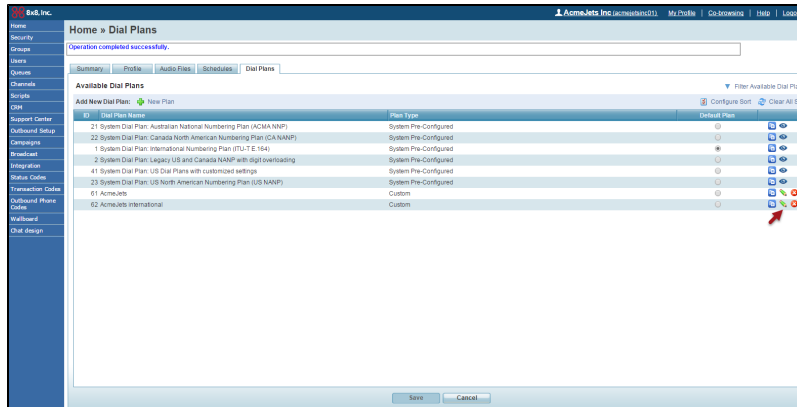 8x8, Inc.
AcmeJets Inc (acmejetsinc01) My Profile | Co-browsing | Help | Logo
Home
Security
Groups
Users
Queues
Channels
Scripts
CRM
Support Center
Outbound Setup
Campaigns
Broadcast
Integration
Status Codes
Transaction Codes
Outbound Phone
Codes
Wallboard
Chat design
Home » Dial Plans
Operation completed successfully.
Summary Profile Audio Files Schedules Dial Plans
Available Dial Plans Filter Available Dial Pla
Add New Dial Plan: New Plan Configure Sort Clear All S
ID Dial Plan Name Plan Type Default Plan
21 System Dial Plan: Australian National Numbering Plan (ACMA NNP) System Pre-Configured
22 System Dial Plan: Canada North American Numbering Plan (CA NANP) System Pre-Configured
1 System Dial Plan: International Numbering Plan (ITU-T E.164) System Pre-Configured
2 System Dial Plan: Legacy US and Canada NANP with digit overloading System Pre-Configured
41 System Dial Plan: US Dial Plans with customized settings System Pre-Configured
23 System Dial Plan: US North American Numbering Plan (US NANP) System Pre-Configured
61 AcmeJets Custom
62 AcmeJets international Custom
Save Cancel